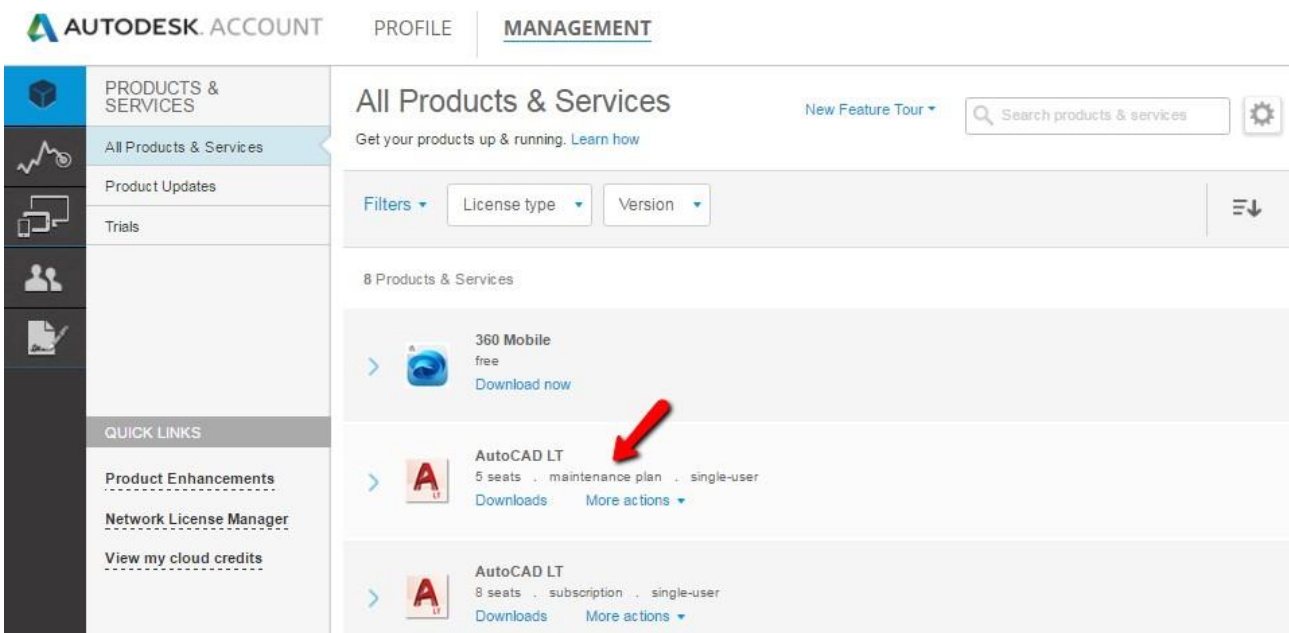 AUTODESK. ACCOUNT PROFILE MANAGEMENT
PRODUCTS &
SERVICES
All Products & Services
Product Updates
Trials
QUICK LINKS
Product Enhancements
Network License Manager
View my cloud credits
All Products & Services
New Feature Tour
Search products & services
Get your products up & running. Learn how
Filters License type Version
8 Products & Services
360 Mobile
free
Download now
AutoCAD LT
5 seats . maintenance plan . single-user
Downloads More actions
AutoCAD LT
8 seats . subscription . single-user
Downloads More actions